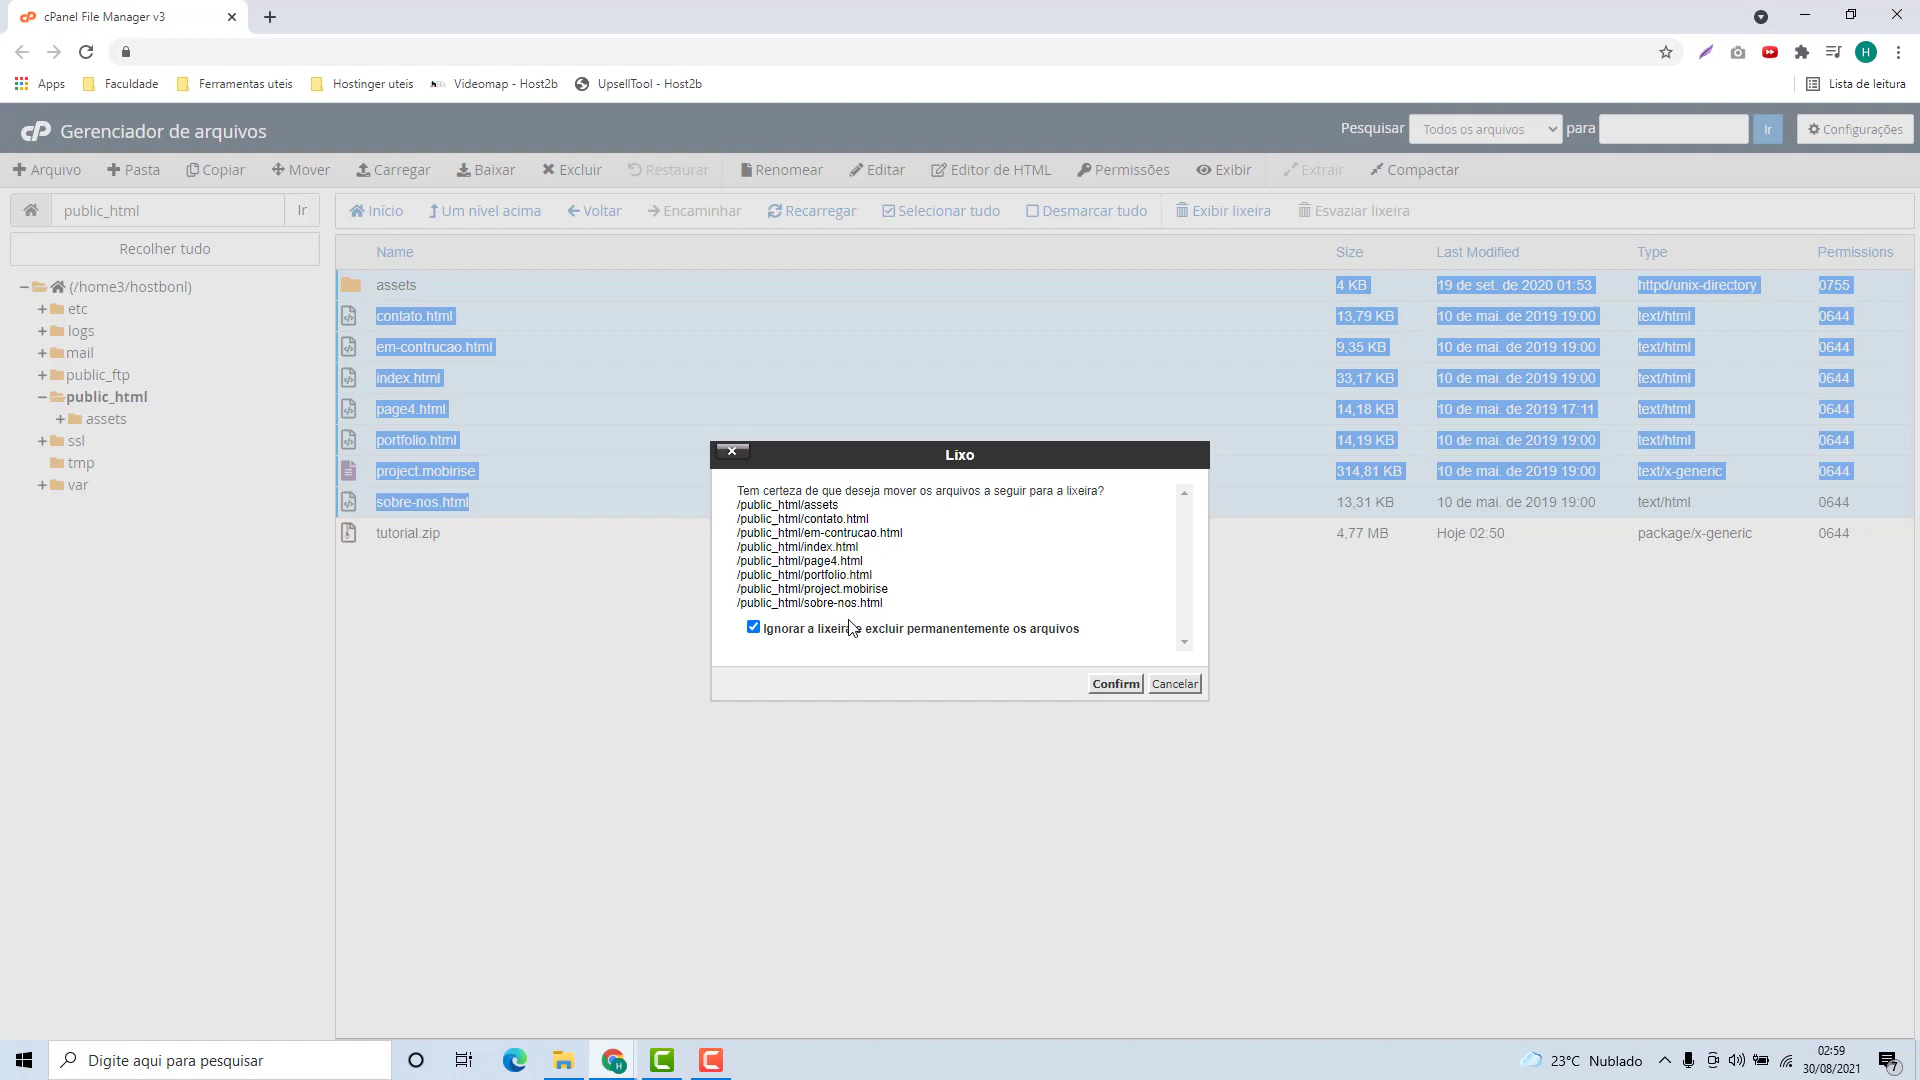 cPanel File Manager v3
Apps Faculdade Ferramentas uteis Hostinger uteis Videomap - Host2b UpsellTool - Host2b Lista de leitura
H
cP Gerenciador de arquivos Pesquisar Todos os arquivos para Ir Configurações
Arquivo Pasta Copiar Mover Carregar Baixar Excluir Restaurar Renomear Editar Editor de HTML Permissões Exibir Extrair Compactar
public_html Ir Início Um nível acima Voltar Encaminhar Recarregar Selecionar tudo Desmarcar tudo Exibir lixeira Esvaziar lixeira
Recolher tudo
(/home3/hostbonl)
etc
logs
mail
public_ftp
public_html
assets
ssl
tmp
var
Name Size Last Modified Type Permissions
assets 4 KB 19 de set. de 2020 01:53 httpd/unix-directory 0755
contato.html 13,79 KB 10 de mai. de 2019 19:00 text/html 0644
em-contrucao.html 9,35 KB 10 de mai. de 2019 19:00 text/html 0644
index.html 33,17 KB 10 de mai. de 2019 19:00 text/html 0644
page4.html 14,18 KB 10 de mai. de 2019 17:11 text/html 0644
portfolio.html 14,19 KB 10 de mai. de 2019 19:00 text/html 0644
project.mobirise 314,81 KB 10 de mai. de 2019 19:00 text/x-generic 0644
sobre-nos.html 13,31 KB 10 de mai. de 2019 19:00 text/html 0644
tutorial.zip 4,77 MB Hoje 02:50 package/x-generic 0644
Lixo
Tem certeza de que deseja mover os arquivos a seguir para a lixeira?
/public_html/assets
/public_html/contato.html
/public_html/em-contrucao.html
/public_html/index.html
/public_html/page4.html
/public_html/portfolio.html
/public_html/project.mobirise
/public_html/sobre-nos.html
Ignorar a lixeira e excluir permanentemente os arquivos
Confirm Cancelar
Digite aqui para pesquisar 23°C Nublado 02:59
30/08/2021
7